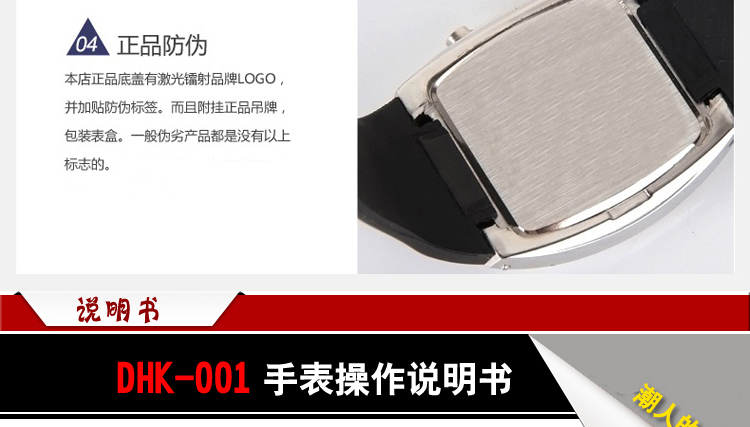 04 正品防伪
本店正品底盖有激光镭射品牌LOGO，
并加贴防伪标签。而且附挂正品吊牌，
包装表盒。一般伪劣产品都是没有以上
标志的。
说明书
DHK-001 手表操作说明书
潮人的